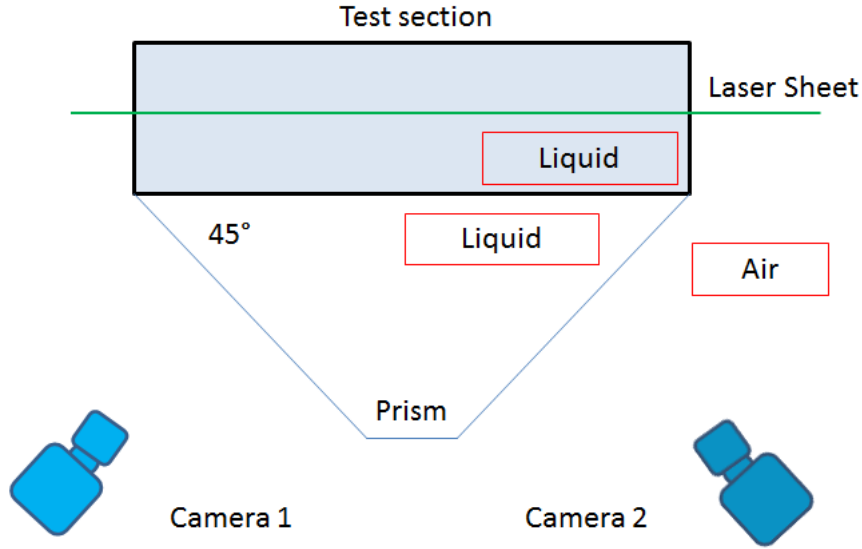 Test section
Laser Sheet
Liquid
45°
Liquid
Air
Prism
Camera 1
Camera 2